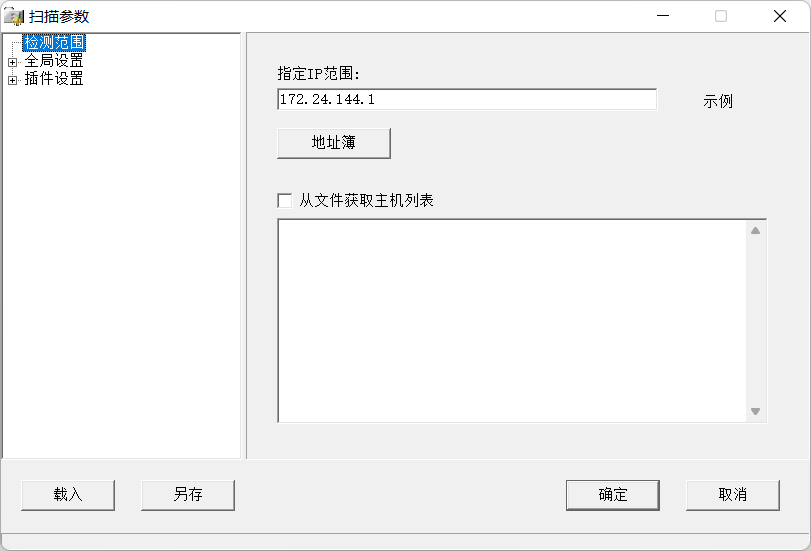 扫描参数
检测范围
全局设置
插件设置
指定IP范围:
172.24.144.1
示例
地址簿
从文件获取主机列表
载入
另存
确定
取消